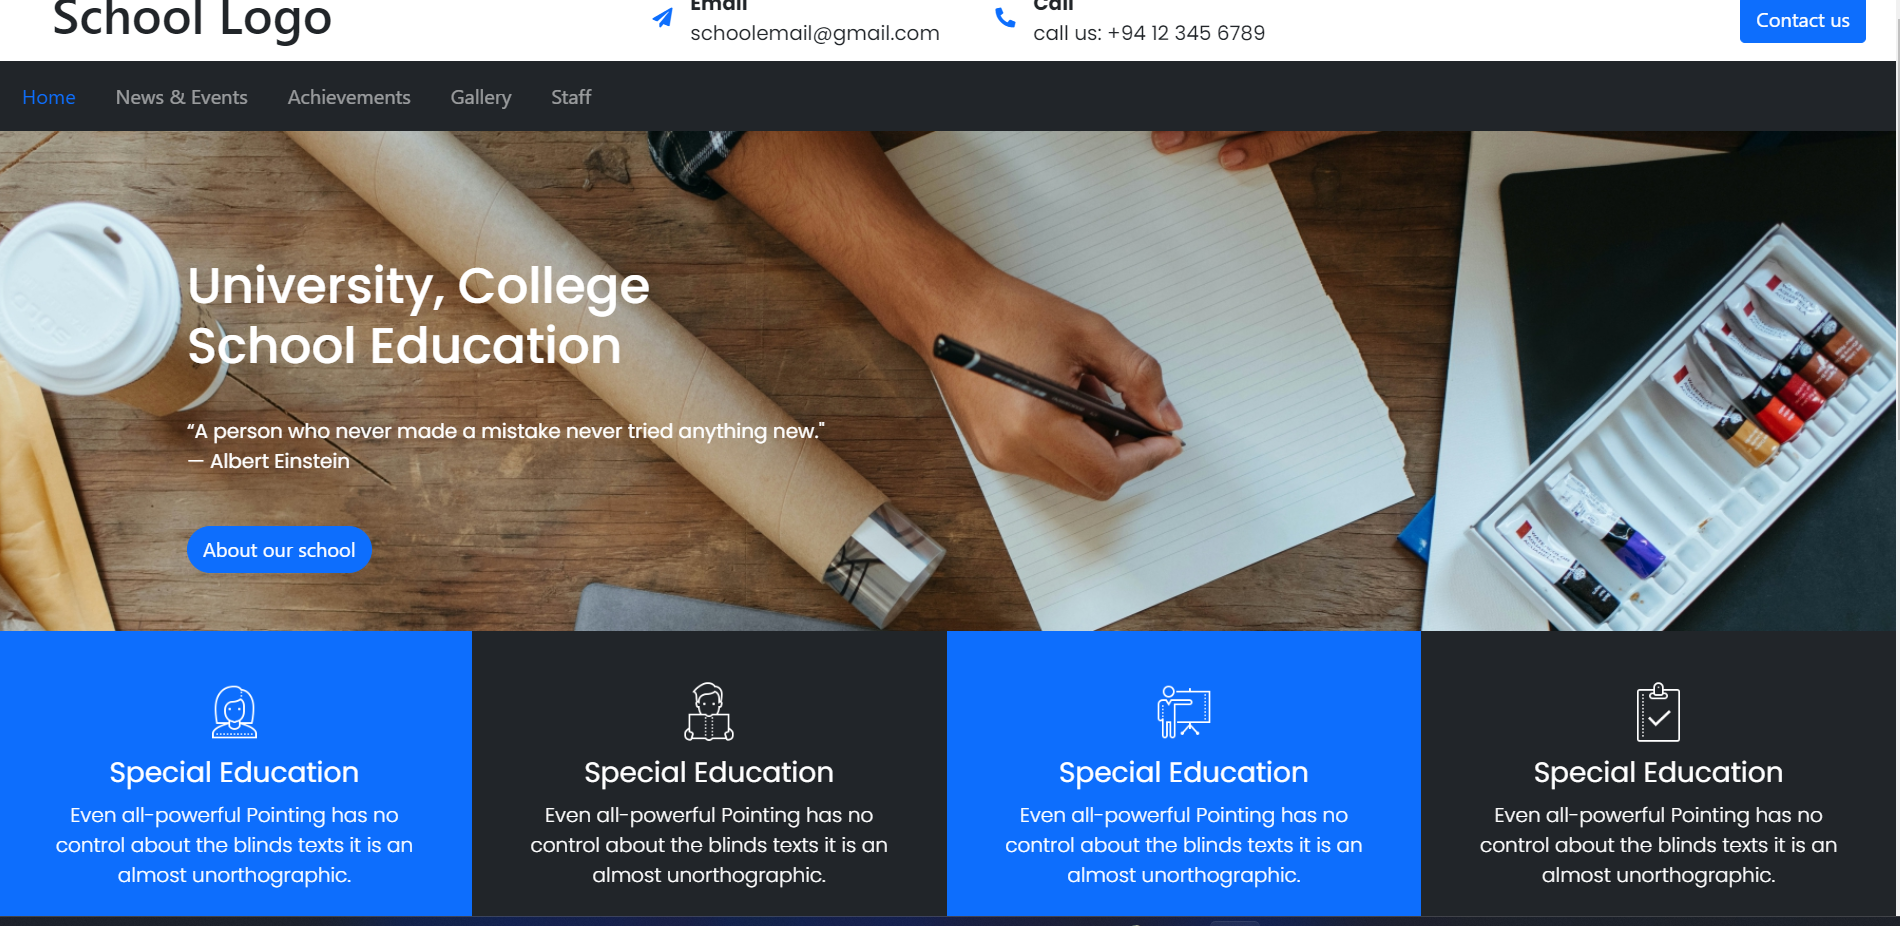 School Logo
Email
schoolemail@gmail.com
Call
call us: +94 12 345 6789
Contact us
Home
News & Events
Achievements
Gallery
Staff
University, College
School Education
“A person who never made a mistake never tried anything new."
— Albert Einstein
About our school
Special Education
Even all-powerful Pointing has no
control about the blinds texts it is an
almost unorthographic.
Special Education
Even all-powerful Pointing has no
control about the blinds texts it is an
almost unorthographic.
Special Education
Even all-powerful Pointing has no
control about the blinds texts it is an
almost unorthographic.
Special Education
Even all-powerful Pointing has no
control about the blinds texts it is an
almost unorthographic.